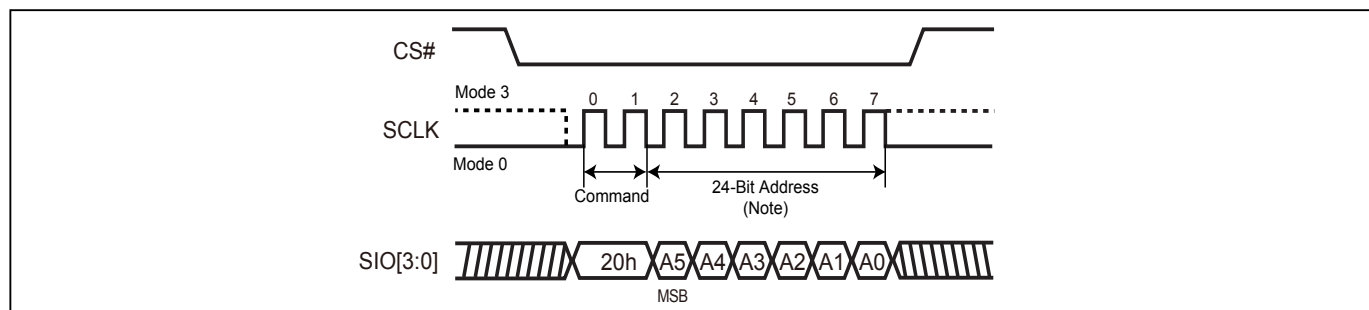 CS#
Mode 3
0 1 2 3 4 5 6 7
SCLK
Mode 0
Command
24-Bit Address
(Note)
SIO[3:0]
20h A5 A4 A3 A2 A1 A0
MSB